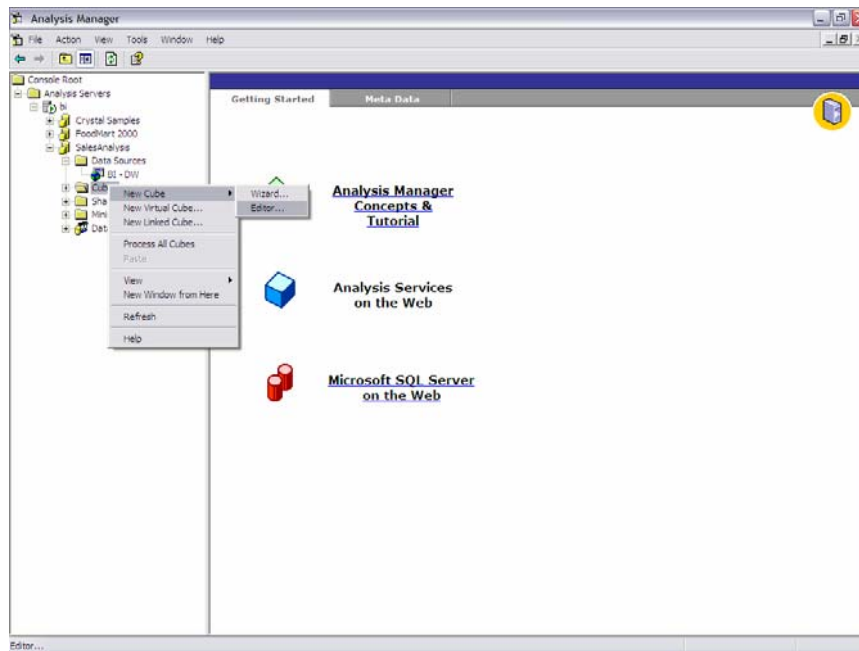 Analysis Manager
File Action View Tools Window Help
Console Root
Analysis Servers
bi
Crystal Samples
FoodMart 2000
SalesAnalysis
Data Sources
BI - DW
Cub
Sha
Mini
Dat
New Cube
New Virtual Cube...
New Linked Cube...
Process All Cubes
Paste
View
New Window from Here
Refresh
Help
Wizard...
Editor...
Getting Started
Meta Data
Analysis Manager
Concepts &
Tutorial
Analysis Services
on the Web
Microsoft SQL Server
on the Web
Editor...